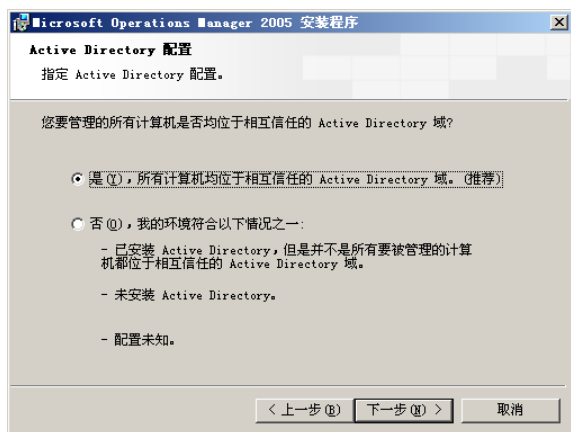 Microsoft Operations Manager 2005 安装程序
Active Directory 配置
指定 Active Directory 配置。
您要管理的所有计算机是否均位于相互信任的 Active Directory 域?
是(Y)，所有计算机均位于相互信任的 Active Directory 域。(推荐)
否(O)，我的环境符合以下情况之一:
- 已安装 Active Directory，但是并不是所有要被管理的计算
机都位于相互信任的 Active Directory 域。
- 未安装 Active Directory。
- 配置未知。
< 上一步(B) 下一步(N) > 取消